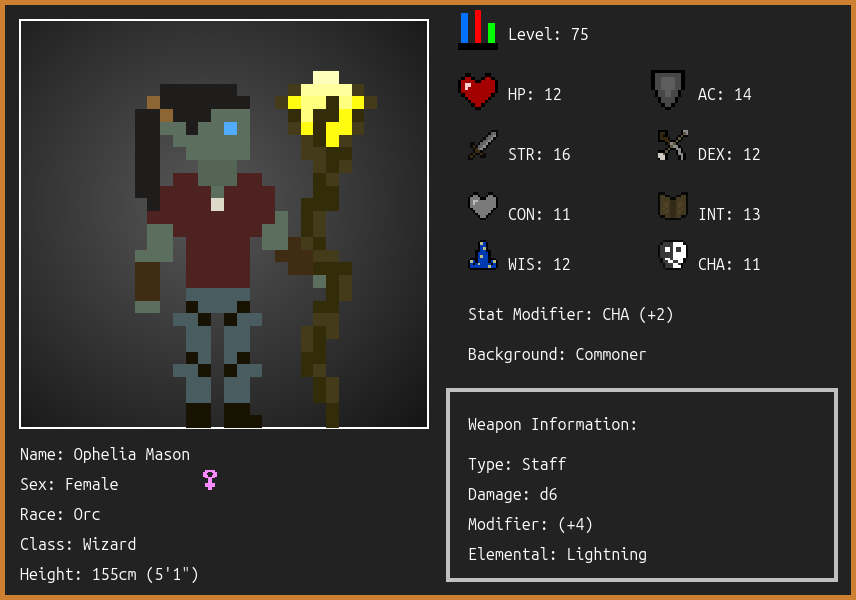 Level: 75
HP: 12
AC: 14
STR: 16
DEX: 12
CON: 11
INT: 13
WIS: 12
CHA: 11
Stat Modifier: CHA (+2)
Background: Commoner
Weapon Information:
Type: Staff
Damage: d6
Modifier: (+4)
Elemental: Lightning
Name: Ophelia Mason
Sex: Female
Race: Orc
Class: Wizard
Height: 155cm (5'1")